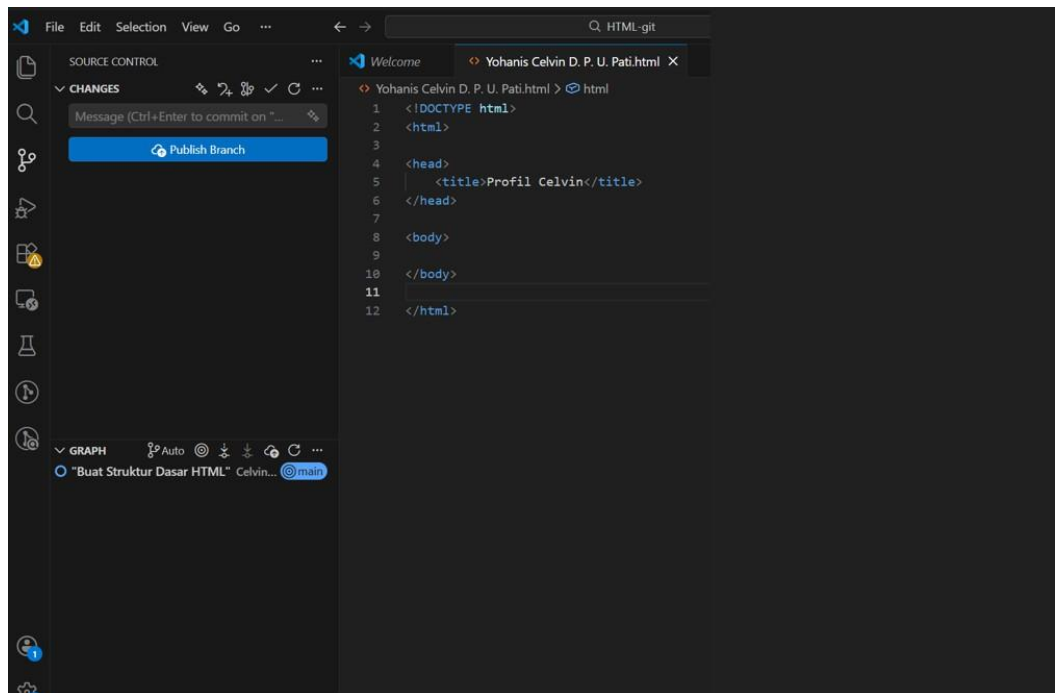 File Edit Selection View Go ...
HTML-git
SOURCE CONTROL
Welcome
Yohanis Celvin D. P. U. Pati.html
CHANGES
Yohanis Celvin D. P. U. Pati.html > html
Message (Ctrl+Enter to commit on "...
Publish Branch
1 <!DOCTYPE html>
2 <html>
3
4 <head>
5 <title>Profil Celvin</title>
6 </head>
7
8 <body>
9
10 </body>
11
12 </html>
GRAPH
Auto
"Buat Struktur Dasar HTML" Celvin... main
1